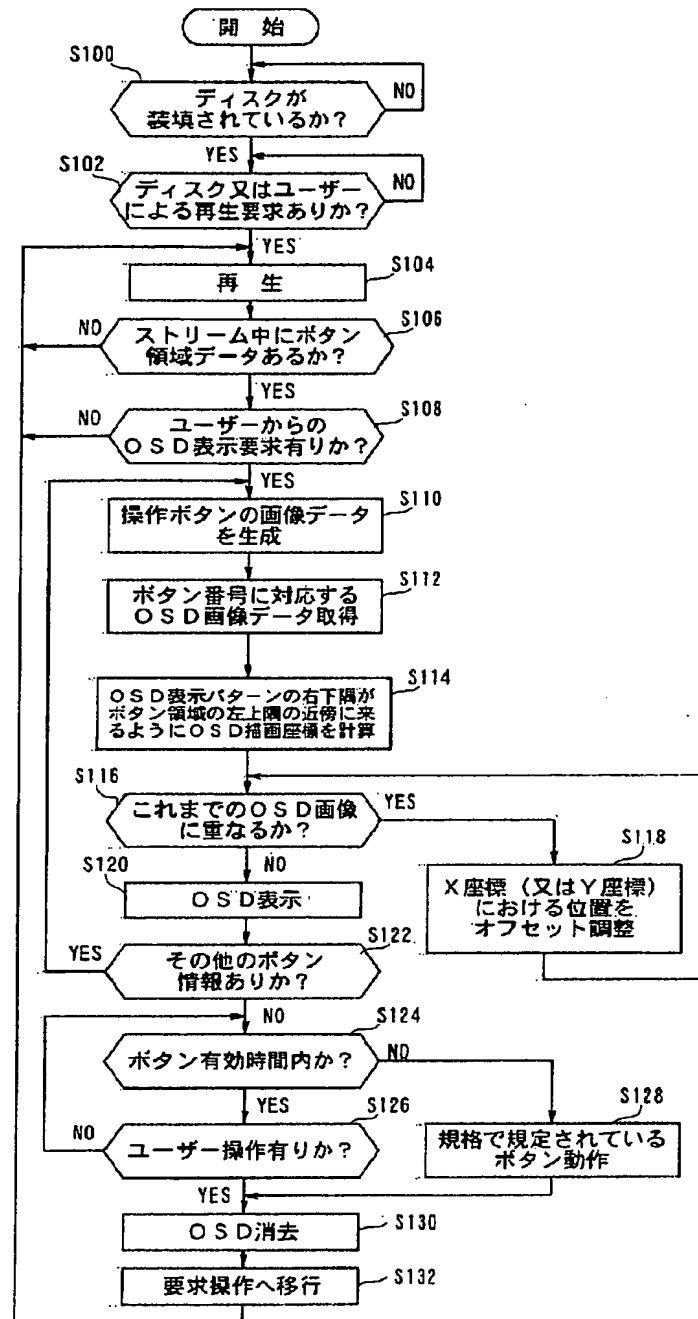 開 始
S100
ディスクが
装填されているか?
NO
YES
S102
ディスク又はユーザー
による再生要求ありか?
NO
YES
S104
再 生
S106
NO
ストリーム中にボタン
領域データあるか?
YES
S108
NO
ユーザーからの
OSD表示要求有りか?
YES
S110
操作ボタンの画像データ
を生成
S112
ボタン番号に対応する
OSD画像データ取得
S114
OSD表示パターンの右下隅が
ボタン領域の左上隅の近傍に来
るようにOSD描画座標を計算
S116
これまでのOSD画像
に重なるか?
YES
S118
X座標(又はY座標)
における位置を
オフセット調整
NO
S120
OSD表示
S122
YES
その他のボタン
情報ありか?
NO
S124
ボタン有効時間内か?
NO
YES
S126
NO
ユーザー操作有りか?
S128
規格で規定されている
ボタン動作
YES
S130
OSD消去
S132
要求操作へ移行